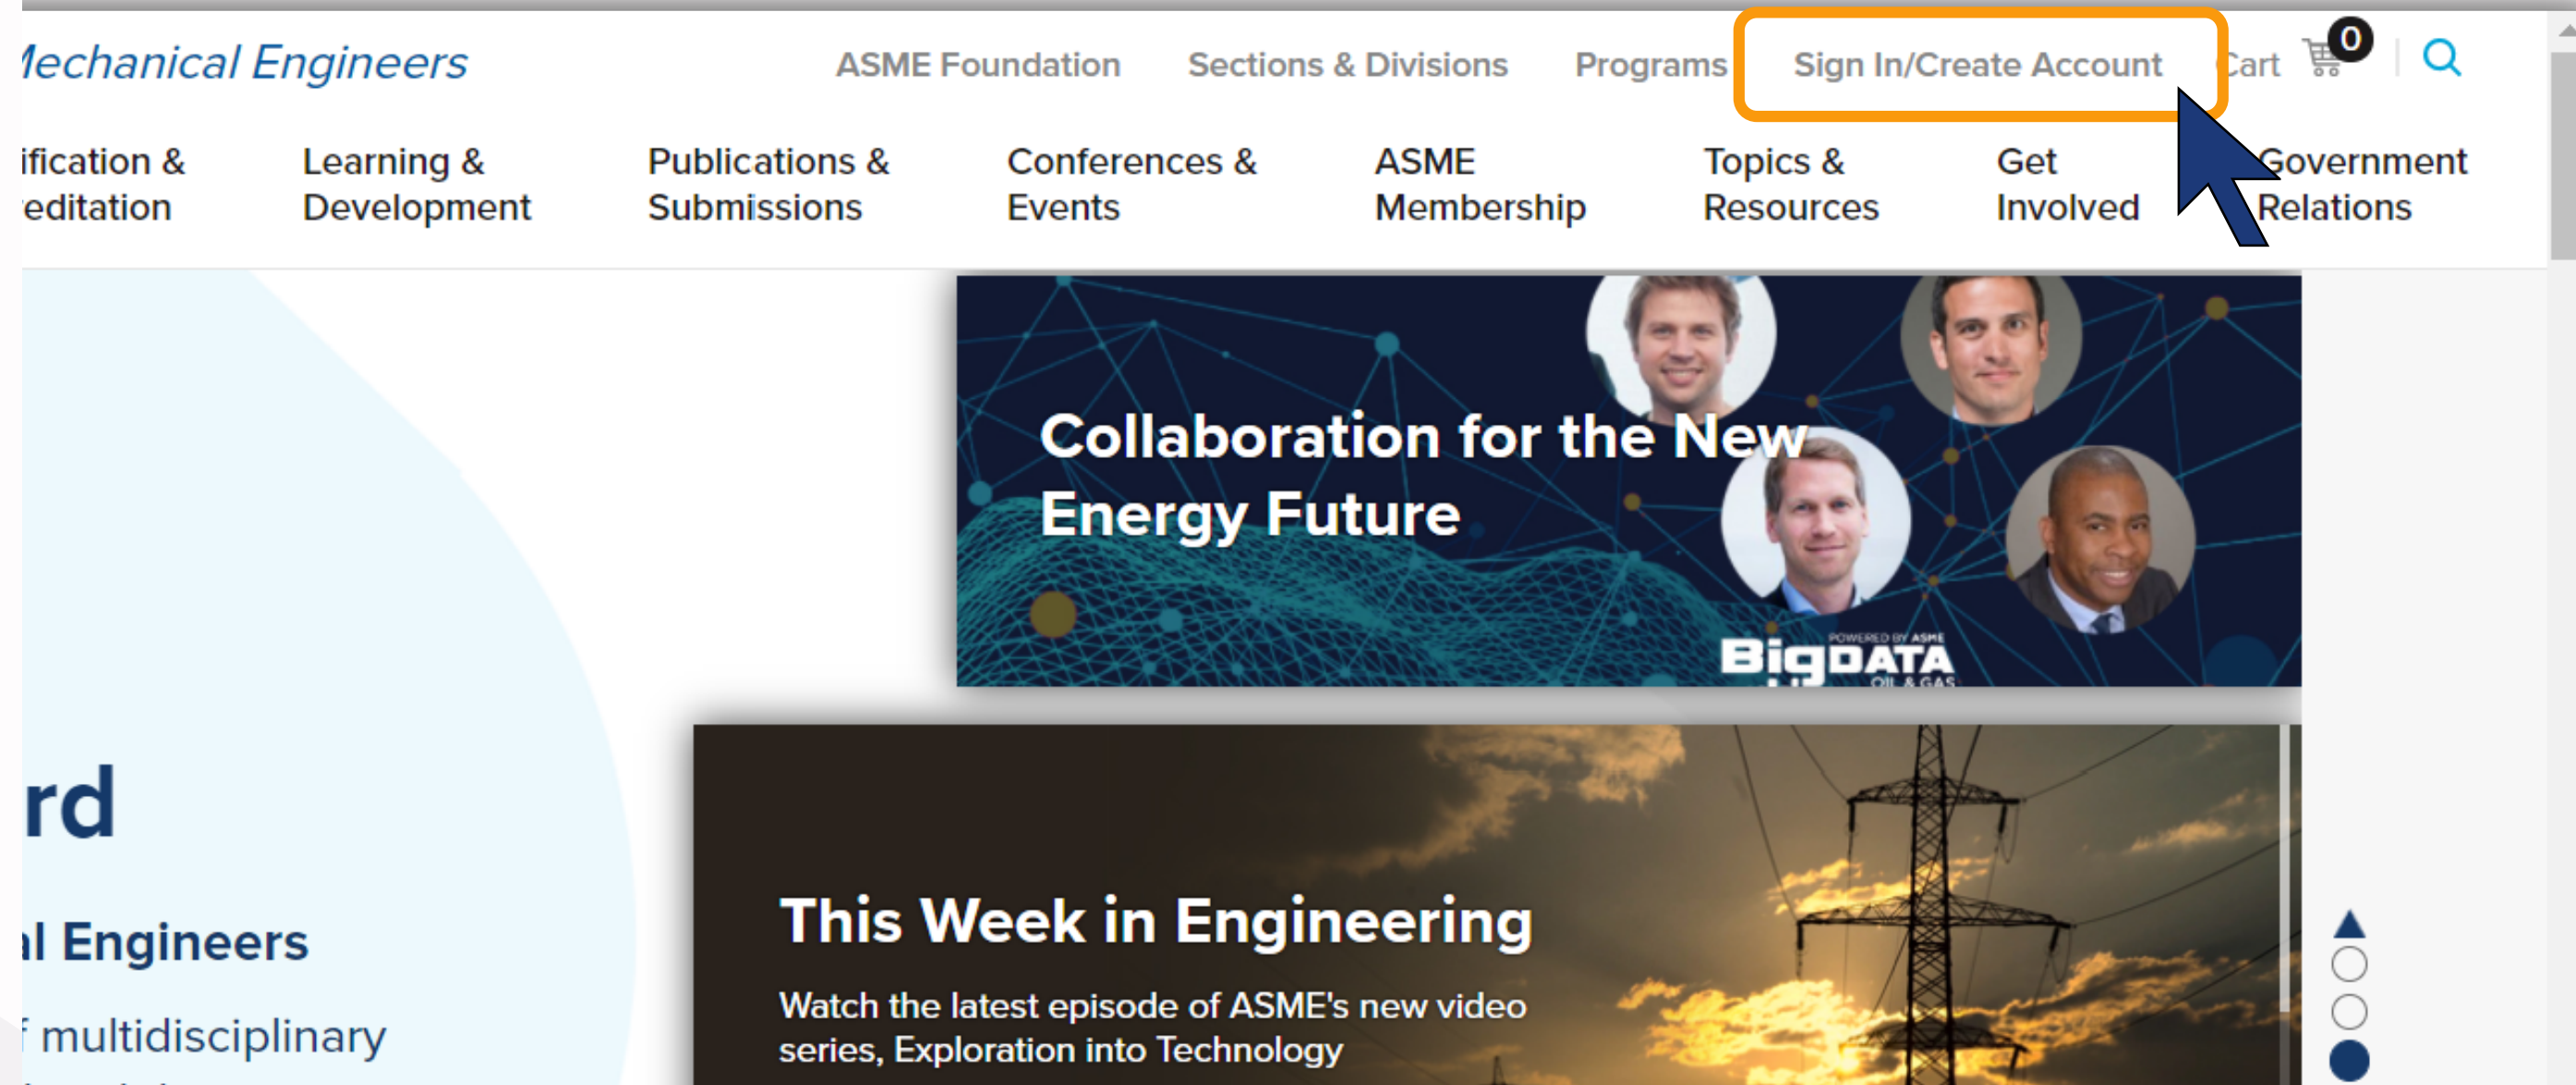 Mechanical Engineers
ASME Foundation
Sections & Divisions
Programs
Sign In/Create Account
Cart
0
ification &
editation
Learning &
Development
Publications &
Submissions
Conferences &
Events
ASME
Membership
Topics &
Resources
Get
Involved
Government
Relations
Collaboration for the New
Energy Future
POWERED BY ASME
BigDATA
OIL & GAS
rd
al Engineers
f multidisciplinary
This Week in Engineering
Watch the latest episode of ASME's new video
series, Exploration into Technology